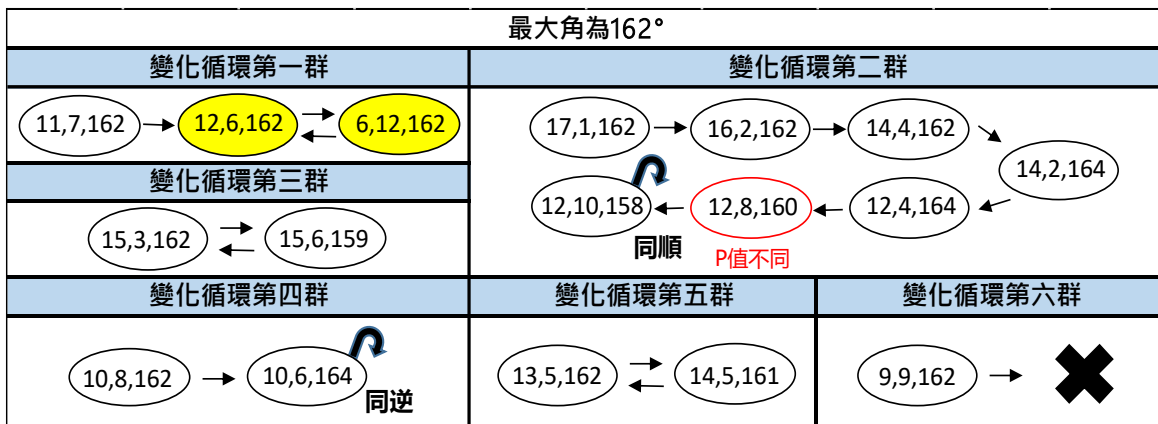 最大角為162°
變化循環第一群
11,7,162
12,6,162
6,12,162
變化循環第二群
17,1,162
16,2,162
14,4,162
14,2,164
12,4,164
12,8,160
P值不同
12,10,158
同順
變化循環第三群
15,3,162
15,6,159
變化循環第四群
10,8,162
10,6,164
同逆
變化循環第五群
13,5,162
14,5,161
變化循環第六群
9,9,162